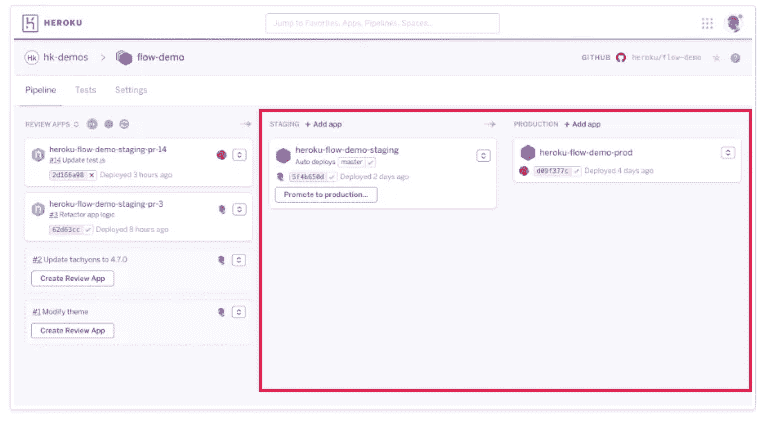 HEROKU
Jump to Favorites, Apps, Pipelines, Spaces...
Hk hk-demos > flow-demo
GITHUB heroku/flow-demo
Pipeline Tests Settings
REVIEW APPS
heroku-flow-demo-staging-pr-14
#14 Update test.js
2d166a98 Deployed 3 hours ago
heroku-flow-demo-staging-pr-3
#3 Refactor app logic
62d63cc Deployed 8 hours ago
#2 Update tachyons to 4.7.0
Create Review App
#1 Modify theme
Create Review App
STAGING + Add app
heroku-flow-demo-staging
Auto deploys master
5f4b650d Deployed 2 days ago
Promote to production...
PRODUCTION + Add app
heroku-flow-demo-prod
d09f377c Deployed 4 days ago